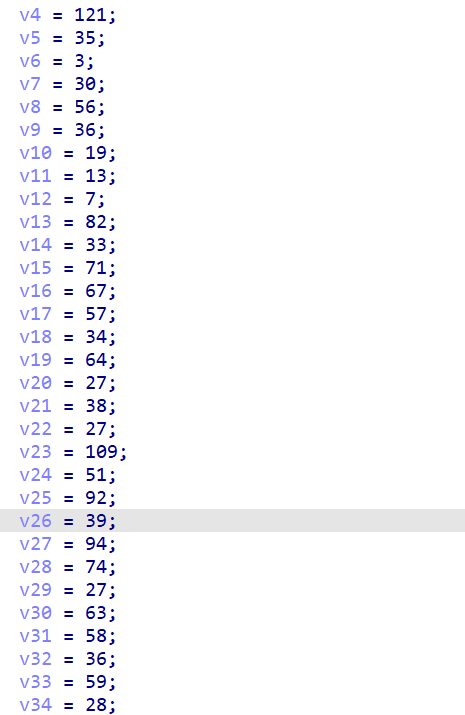 v4 = 121;
v5 = 35;
v6 = 3;
v7 = 30;
v8 = 56;
v9 = 36;
v10 = 19;
v11 = 13;
v12 = 7;
v13 = 82;
v14 = 33;
v15 = 71;
v16 = 67;
v17 = 57;
v18 = 34;
v19 = 64;
v20 = 27;
v21 = 38;
v22 = 27;
v23 = 109;
v24 = 51;
v25 = 92;
v26 = 39;
v27 = 94;
v28 = 74;
v29 = 27;
v30 = 63;
v31 = 58;
v32 = 36;
v33 = 59;
v34 = 28;